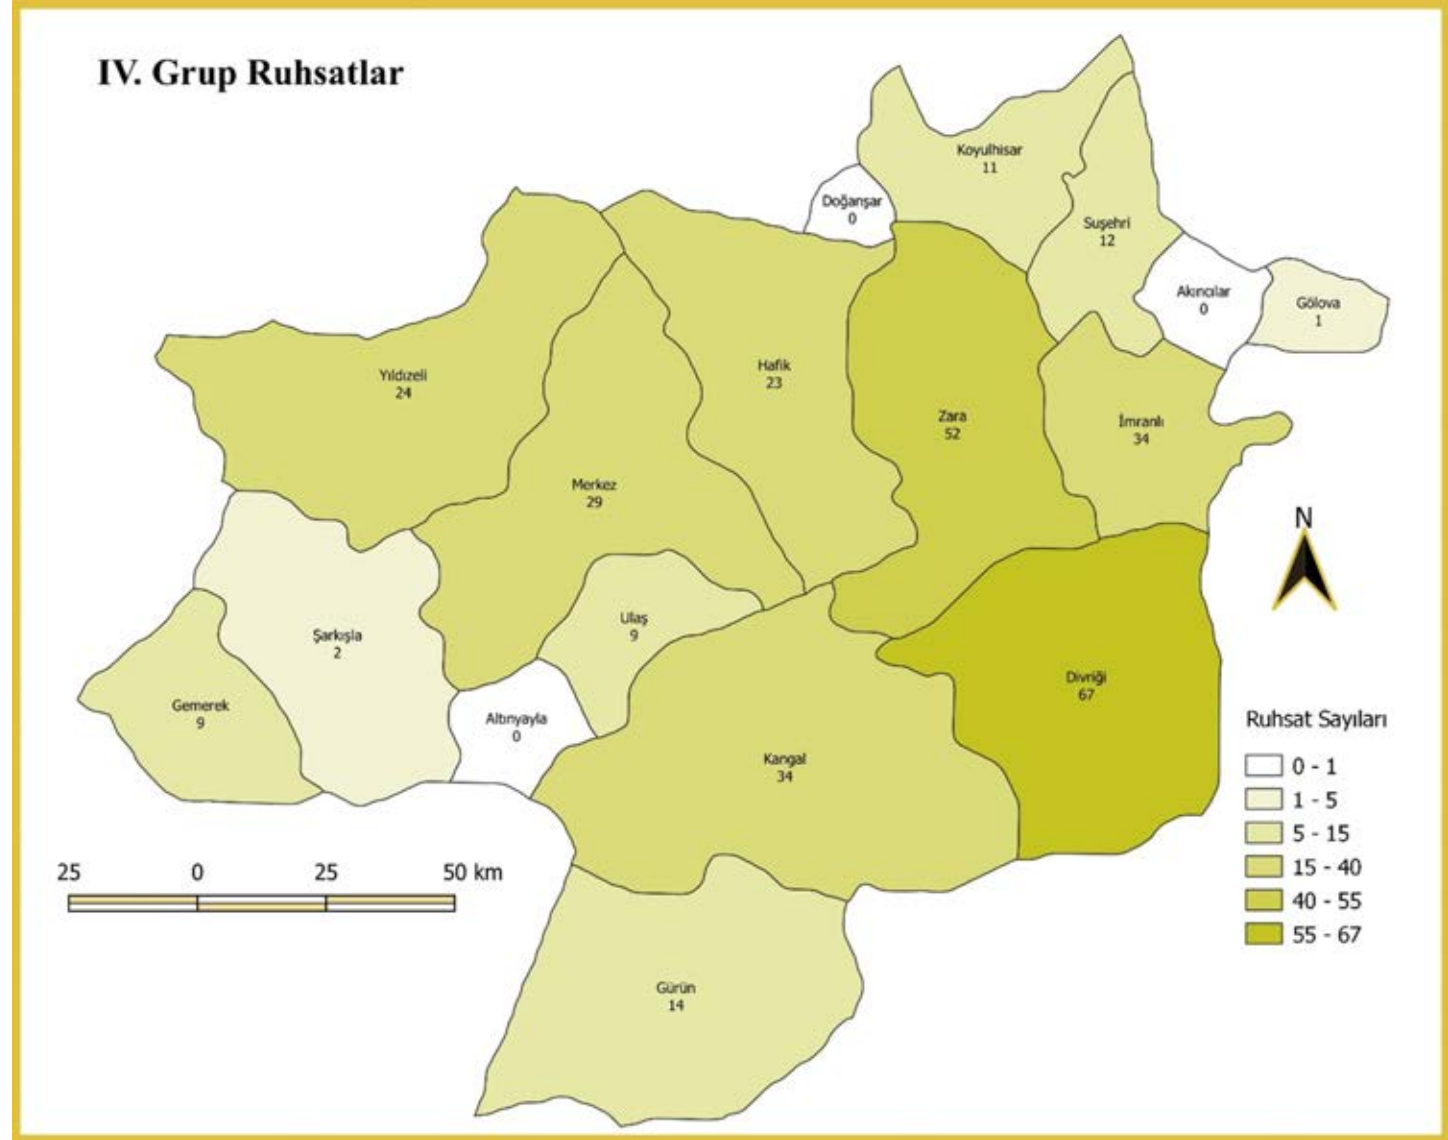 IV. Grup Ruhsatlar
Koyulhisar
11
Doğanşar
0
Suşehri
12
Akıncılar
0
Gölova
1
Yıldızeli
24
Hafik
23
Zara
52
İmranlı
34
Merkez
29
N
Ulaş
9
Şarkışla
2
Divriği
67
Gemerek
9
Altınyayla
0
Kangal
34
Ruhsat Sayıları
0 - 1
1 - 5
5 - 15
15 - 40
40 - 55
55 - 67
25 0 25 50 km
Gürün
14